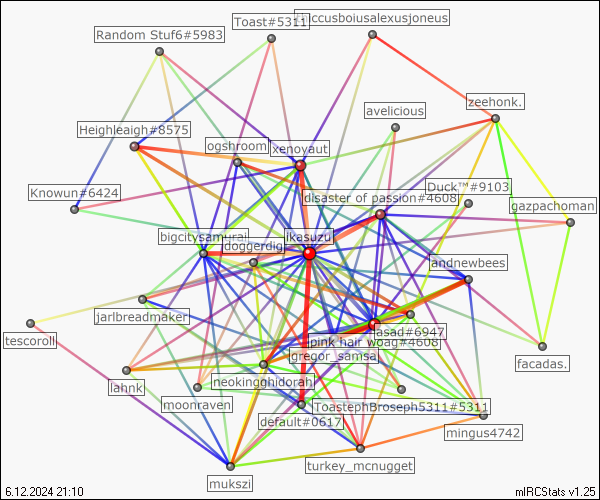 Toast#5311
Random Stuf6#5983
zeehonk.
avelicious
Heighleaigh#8575
ogshroom
xenoyaut
Duck™#9103
Knowun#6424
disaster of passion#4608
gazpachoman
bigcitysamurai
doggerdig
ikasuzu
andnewbees
jarlbreadmaker
asad#6947
pink hair woag#4608
tescoroll
gregor_samsa
facadas.
lahnk
neokingghidorah
moonraven
ToastephBroseph5311#5311
default#0617
mingus4742
turkey_mcnugget
mukszi
6.12.2024 21:10
mIRCStats v1.25